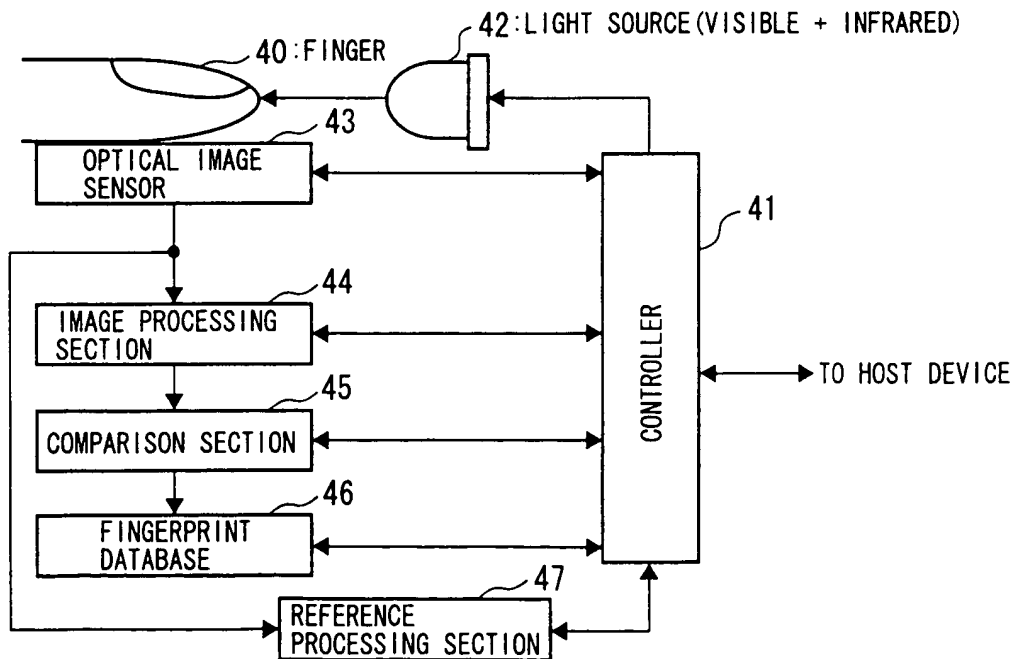 42:LIGHT SOURCE(VISIBLE + INFRARED)
40:FINGER
43
OPTICAL IMAGE
SENSOR
41
44
IMAGE PROCESSING
SECTION
CONTROLLER
TO HOST DEVICE
45
COMPARISON SECTION
46
FINGERPRINT
DATABASE
47
REFERENCE
PROCESSING SECTION